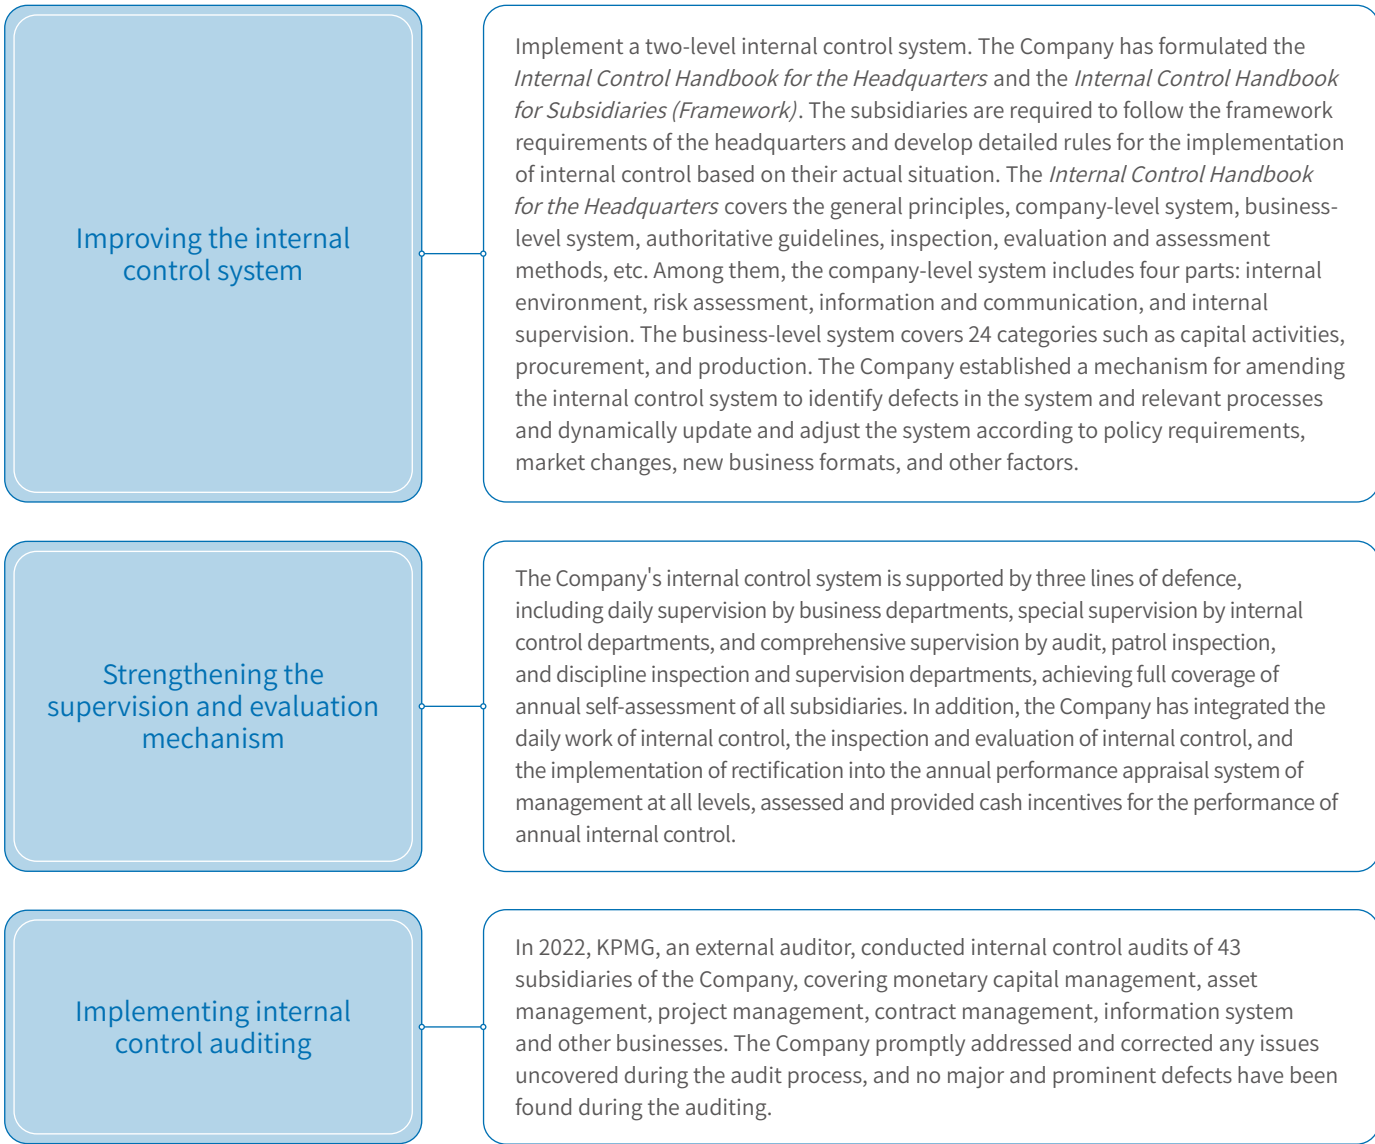 Improving the internal
control system
Implement a two-level internal control system. The Company has formulated the
Internal Control Handbook for the Headquarters and the Internal Control Handbook
for Subsidiaries (Framework). The subsidiaries are required to follow the framework
requirements of the headquarters and develop detailed rules for the implementation
of internal control based on their actual situation. The Internal Control Handbook
for the Headquarters covers the general principles, company-level system, business-
level system, authoritative guidelines, inspection, evaluation and assessment
methods, etc. Among them, the company-level system includes four parts: internal
environment, risk assessment, information and communication, and internal
supervision. The business-level system covers 24 categories such as capital activities,
procurement, and production. The Company established a mechanism for amending
the internal control system to identify defects in the system and relevant processes
and dynamically update and adjust the system according to policy requirements,
market changes, new business formats, and other factors.
Strengthening the
supervision and evaluation
mechanism
The Company's internal control system is supported by three lines of defence,
including daily supervision by business departments, special supervision by internal
control departments, and comprehensive supervision by audit, patrol inspection,
and discipline inspection and supervision departments, achieving full coverage of
annual self-assessment of all subsidiaries. In addition, the Company has integrated the
daily work of internal control, the inspection and evaluation of internal control, and
the implementation of rectification into the annual performance appraisal system of
management at all levels, assessed and provided cash incentives for the performance of
annual internal control.
Implementing internal
control auditing
In 2022, KPMG, an external auditor, conducted internal control audits of 43
subsidiaries of the Company, covering monetary capital management, asset
management, project management, contract management, information system
and other businesses. The Company promptly addressed and corrected any issues
uncovered during the audit process, and no major and prominent defects have been
found during the auditing.